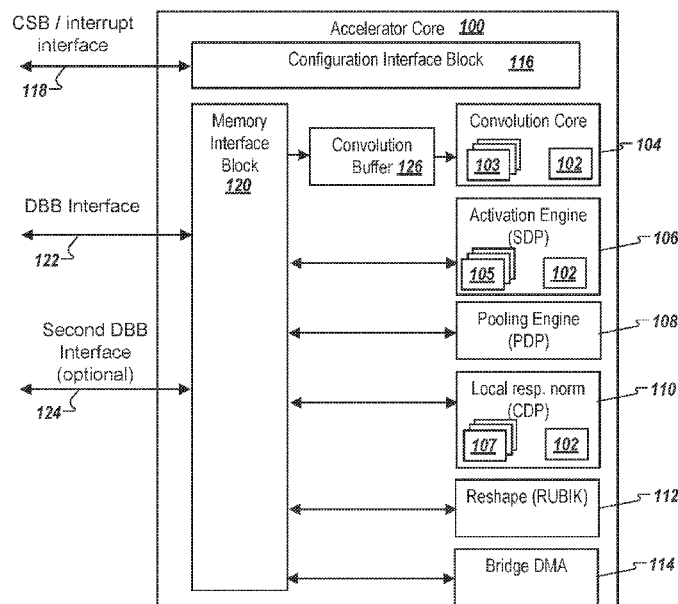 CSB / interrupt
interface
118
Accelerator Core 100
Configuration Interface Block 116
Memory
Interface
Block
120
Convolution
Buffer 126
Convolution Core
103
102
104
DBB Interface
122
Activation Engine
(SDP)
105
102
106
Pooling Engine
(PDP)
108
Second DBB
Interface
(optional)
124
Local resp. norm
(CDP)
107
102
110
Reshape (RUBIK)
112
Bridge DMA
114